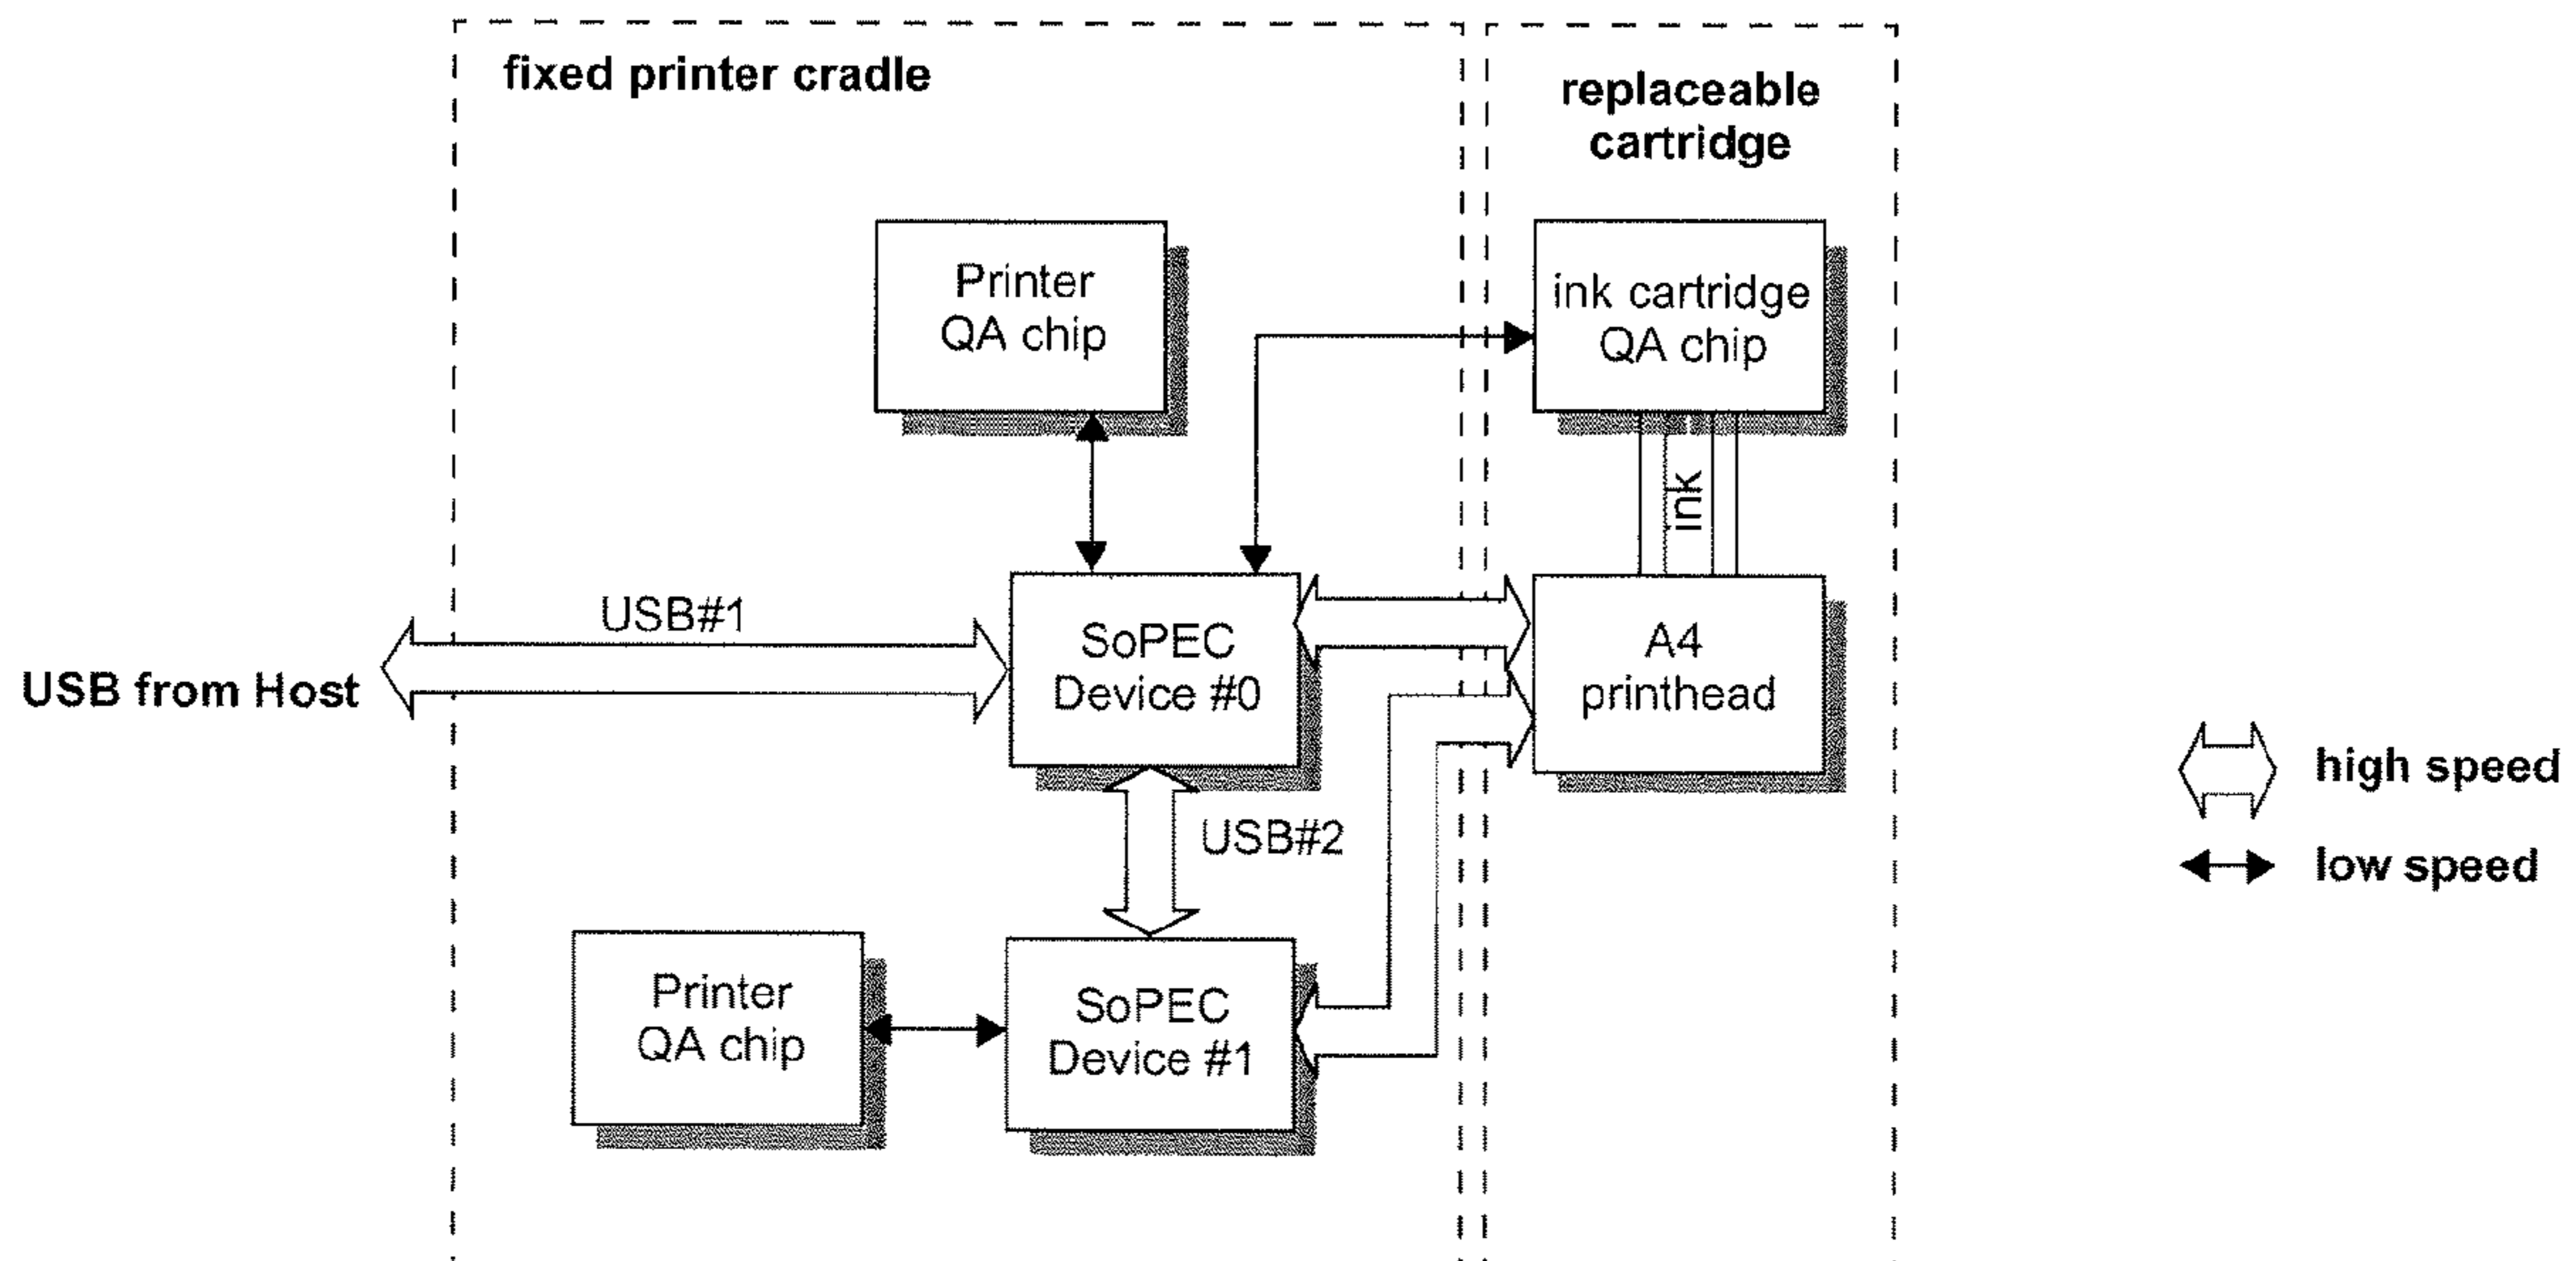 fixed printer cradle
replaceable
cartridge
Printer
QA chip
ink cartridge
QA chip
ink
USB#1
USB from Host
SoPEC
Device #0
A4
printhead
high speed
low speed
USB#2
Printer
QA chip
SoPEC
Device #1